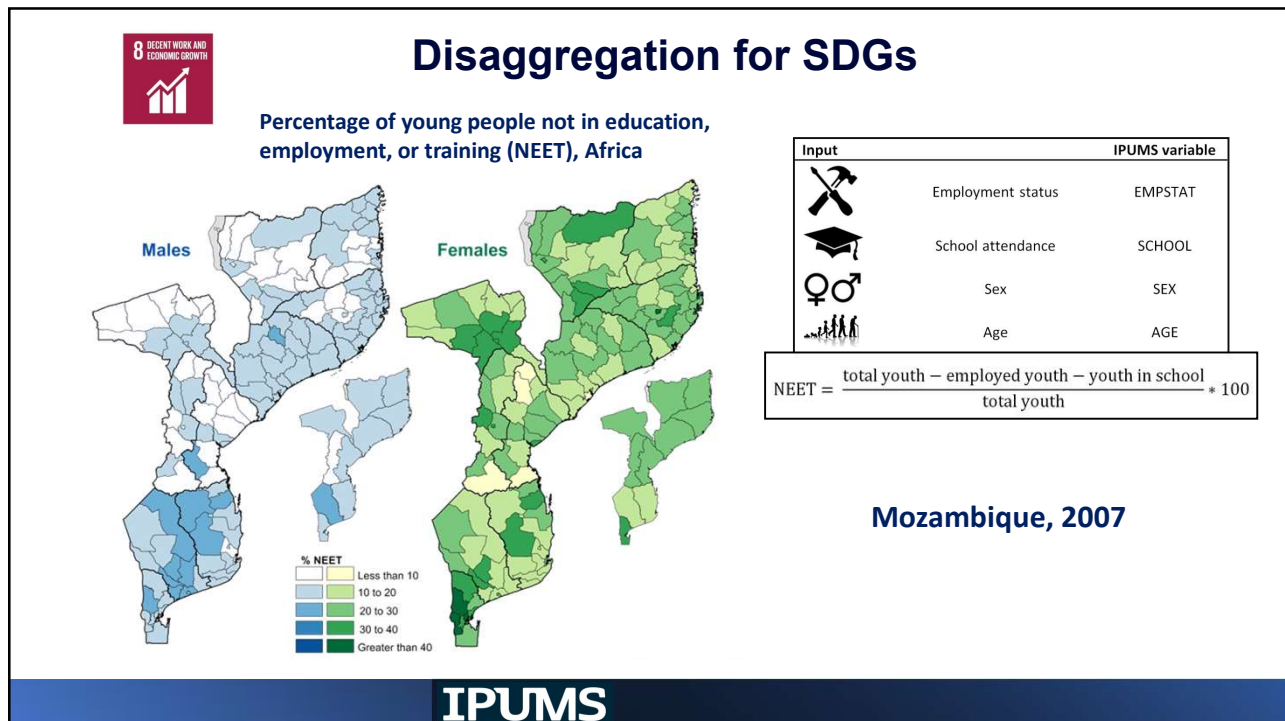 8 DECENT WORK AND
ECONOMIC GROWTH
Disaggregation for SDGs
Percentage of young people not in education,
employment, or training (NEET), Africa
Males
Females
% NEET
Less than 10
10 to 20
20 to 30
30 to 40
Greater than 40
Input IPUMS variable
Employment status EMPSTAT
School attendance SCHOOL
Sex SEX
Age AGE
NEET = (total youth − employed youth − youth in school) / total youth * 100
Mozambique, 2007
IPUMS